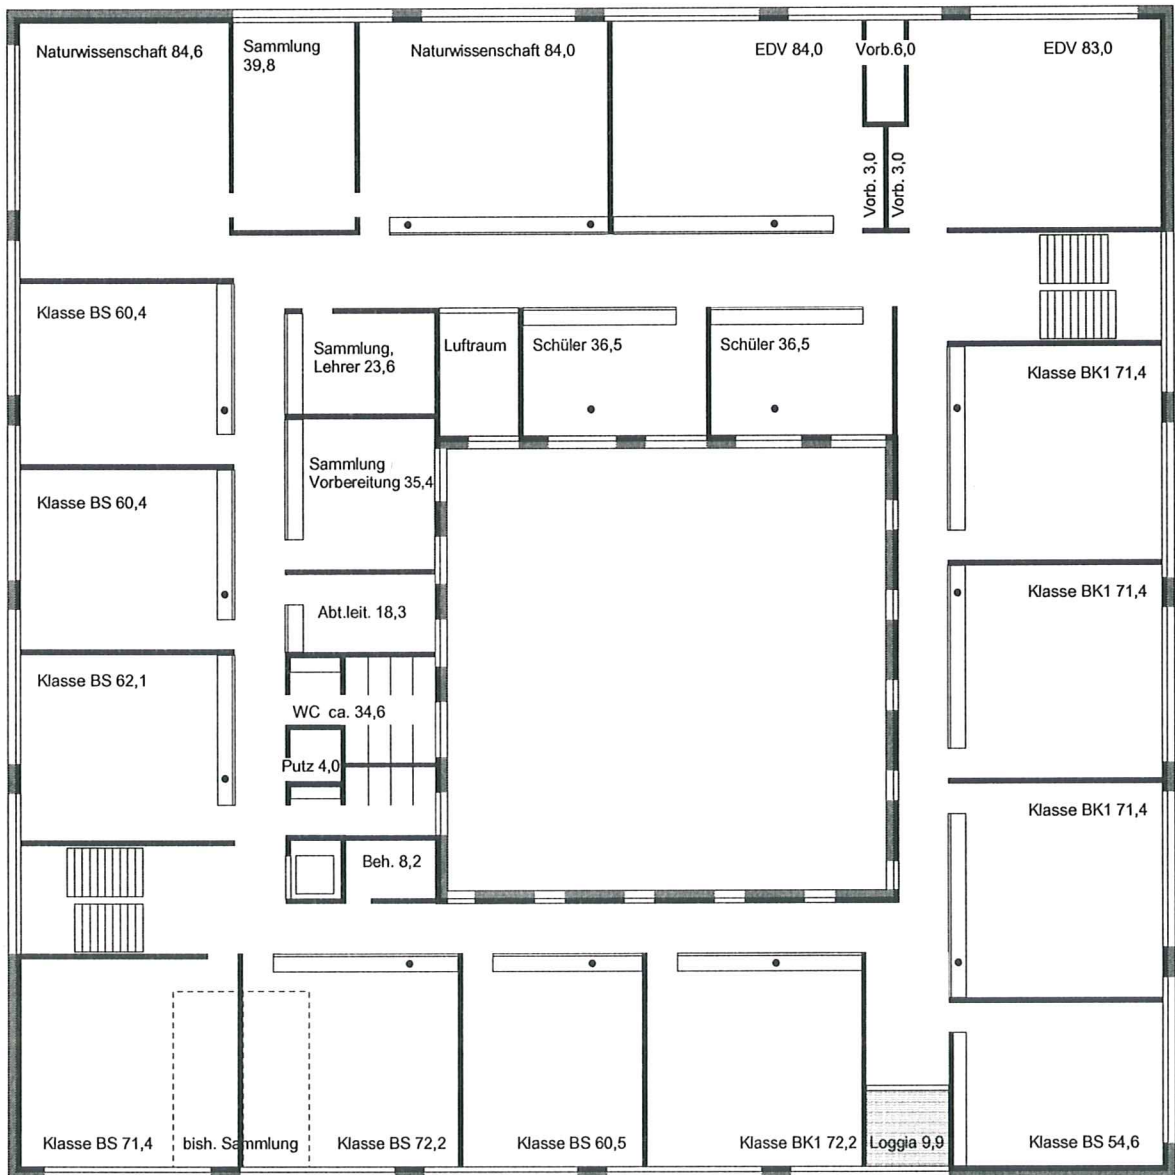 Naturwissenschaft 84,6
Sammlung
39,8
Naturwissenschaft 84,0
EDV 84,0
Vorb.6,0
EDV 83,0
Vorb. 3,0
Vorb. 3,0
Klasse BS 60,4
Sammlung,
Lehrer 23,6
Luftraum
Schüler 36,5
Schüler 36,5
Klasse BK1 71,4
Klasse BS 60,4
Sammlung
Vorbereitung 35,4
Abt.leit. 18,3
Klasse BK1 71,4
Klasse BS 62,1
WC ca. 34,6
Putz 4,0
Klasse BK1 71,4
Beh. 8,2
Klasse BS 71,4
bish. Sammlung
Klasse BS 72,2
Klasse BS 60,5
Klasse BK1 72,2
Loggia 9,9
Klasse BS 54,6